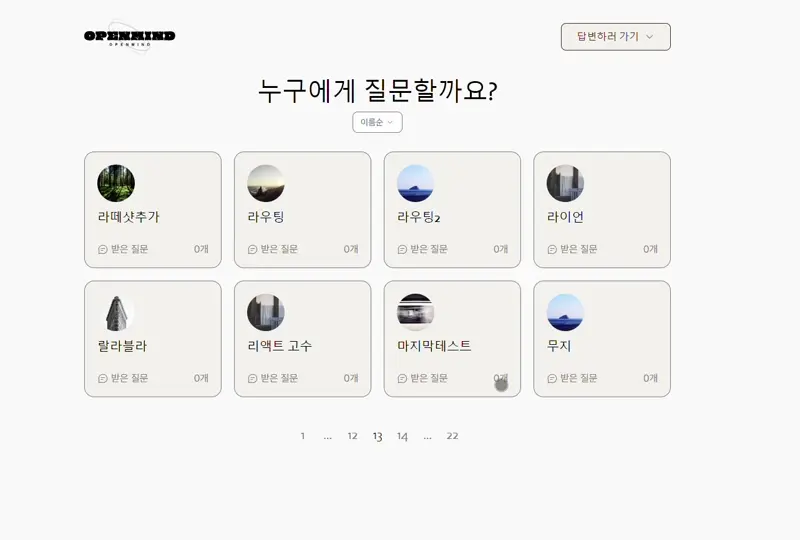 OPENMIND
OPENMIND
답변하러 가기
누구에게 질문할까요?
이름순
라떼샷추가
라우팅
라우팅2
라이언
받은 질문 0개
받은 질문 0개
받은 질문 0개
받은 질문 0개
랄라블라
리액트 고수
마지막테스트
무지
받은 질문 0개
받은 질문 0개
받은 질문 0개
받은 질문 0개
1 ... 12 13 14 ... 22